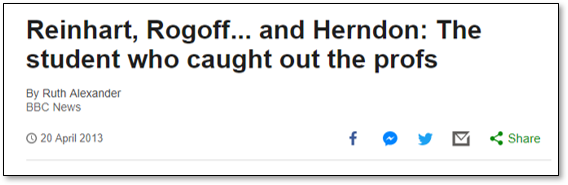 Reinhart, Rogoff... and Herndon: The
student who caught out the profs
By Ruth Alexander
BBC News
20 April 2013
Share